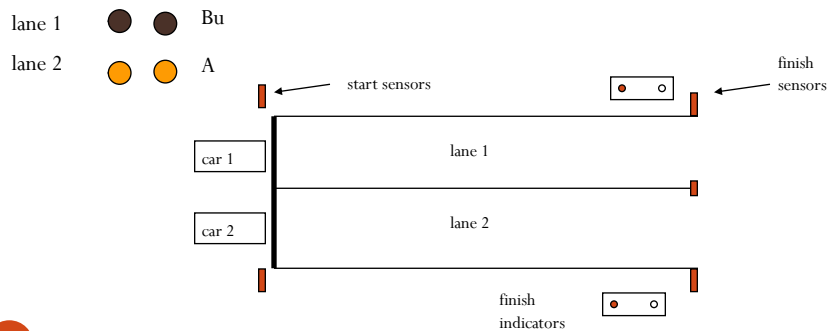 lane 1
Bu
lane 2
A
start sensors
finish
sensors
car 1
lane 1
car 2
lane 2
finish
indicators